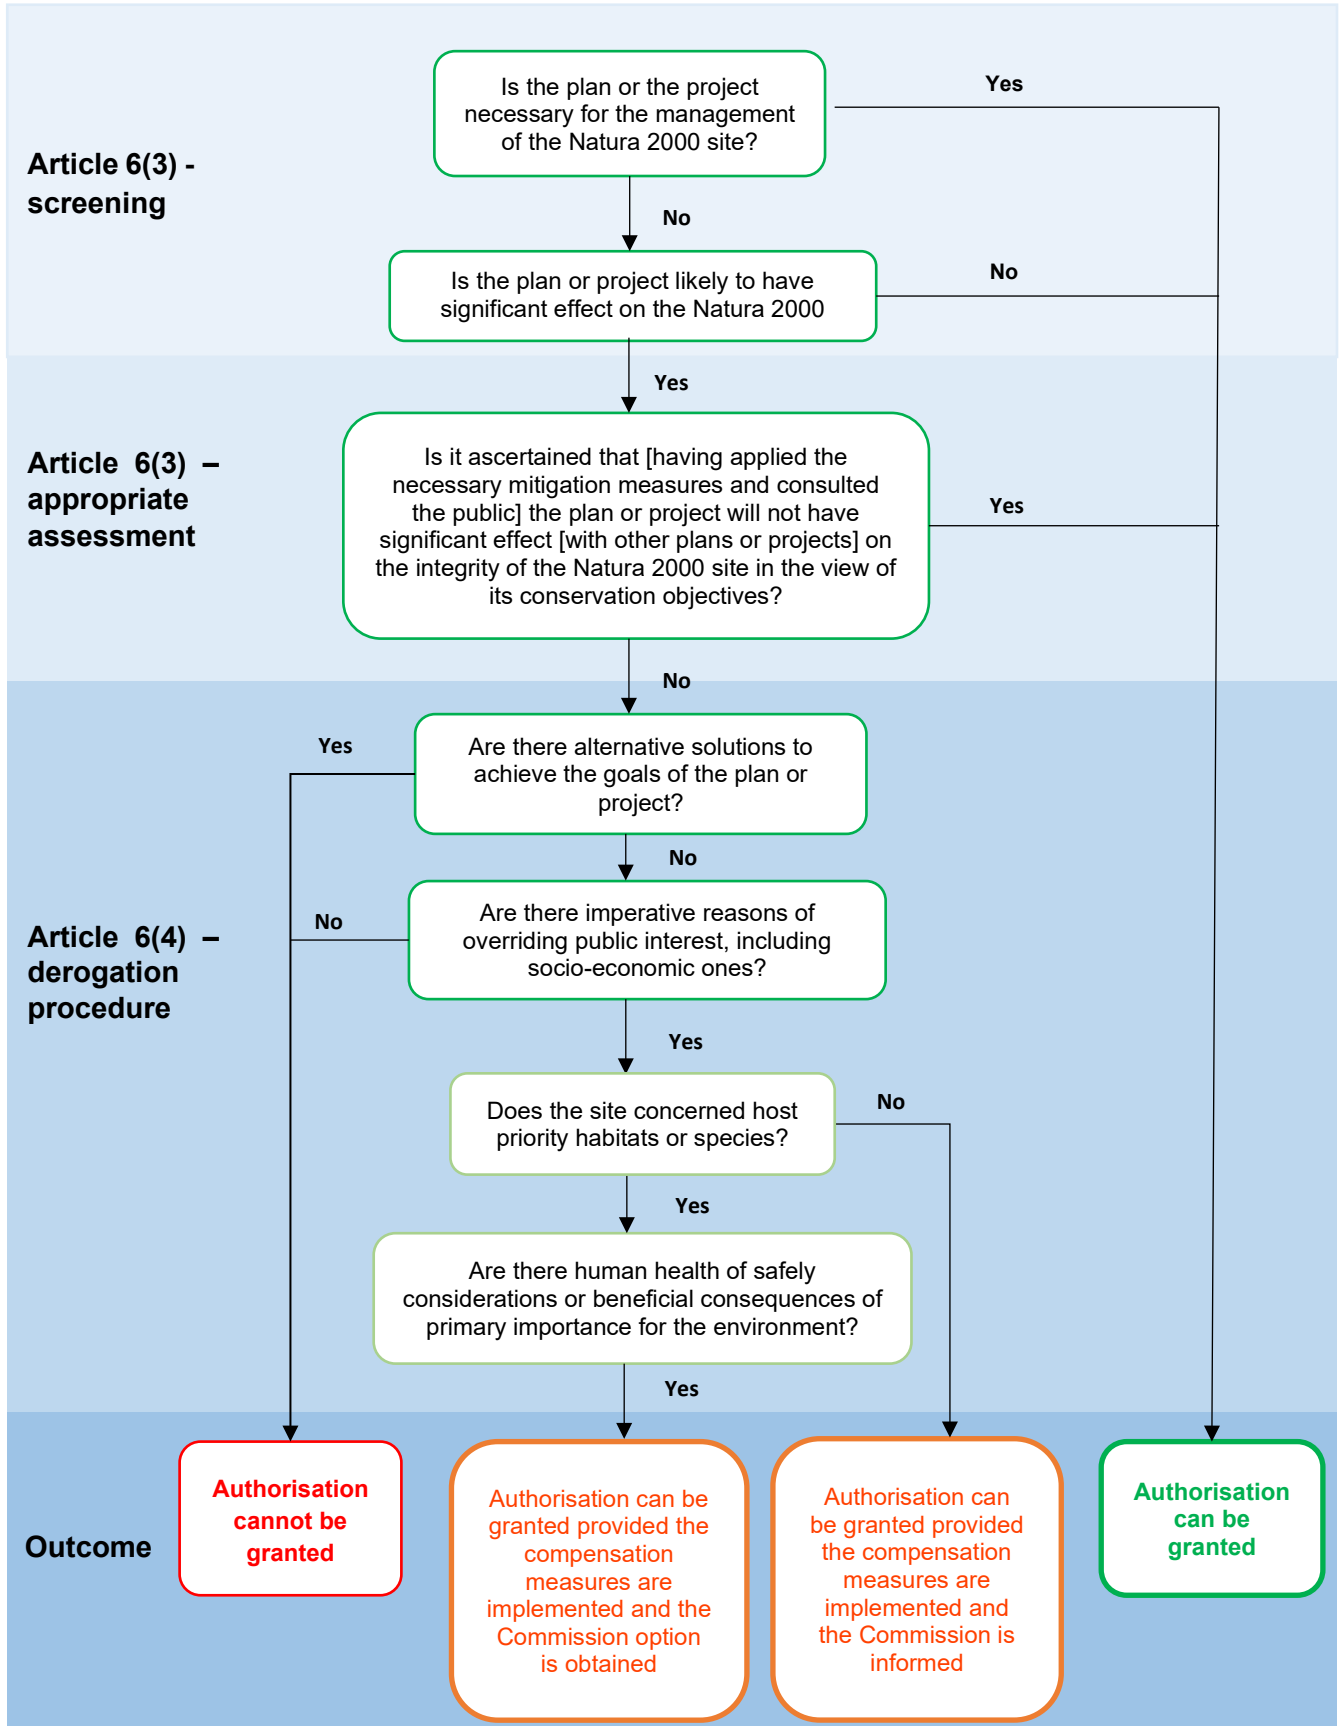 Is the plan or the project
necessary for the management
of the Natura 2000 site?
Yes
Article 6(3) -
screening
No
Is the plan or project likely to have
significant effect on the Natura 2000
No
Yes
Article 6(3) –
appropriate
assessment
Is it ascertained that [having applied the
necessary mitigation measures and consulted
the public] the plan or project will not have
significant effect [with other plans or projects] on
the integrity of the Natura 2000 site in the view of
its conservation objectives?
Yes
No
Yes
Are there alternative solutions to
achieve the goals of the plan or
project?
No
Article 6(4) –
derogation
procedure
No
Are there imperative reasons of
overriding public interest, including
socio-economic ones?
Yes
Does the site concerned host
priority habitats or species?
No
Yes
Are there human health of safely
considerations or beneficial consequences of
primary importance for the environment?
Yes
Outcome
Authorisation
cannot be
granted
Authorisation can be
granted provided the
compensation
measures are
implemented and the
Commission option
is obtained
Authorisation can
be granted provided
the compensation
measures are
implemented and
the Commission is
informed
Authorisation
can be
granted